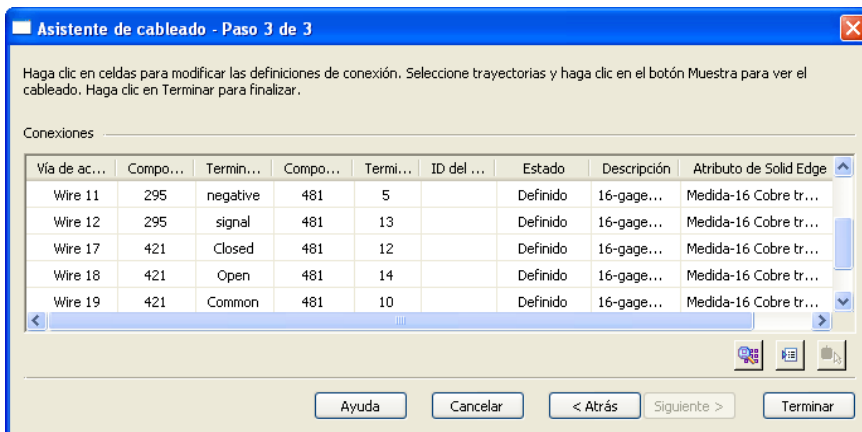 Asistente de cableado - Paso 3 de 3
Haga clic en celdas para modificar las definiciones de conexión. Seleccione trayectorias y haga clic en el botón Muestra para ver el
cableado. Haga clic en Terminar para finalizar.
Conexiones
Vía de ac... Compo... Termin... Compo... Termi... ID del ... Estado Descripción Atributo de Solid Edge
Wire 11 295 negative 481 5 Definido 16-gage... Medida-16 Cobre tr...
Wire 12 295 signal 481 13 Definido 16-gage... Medida-16 Cobre tr...
Wire 17 421 Closed 481 12 Definido 16-gage... Medida-16 Cobre tr...
Wire 18 421 Open 481 14 Definido 16-gage... Medida-16 Cobre tr...
Wire 19 421 Common 481 10 Definido 16-gage... Medida-16 Cobre tr...
Ayuda Cancelar < Atrás Siguiente > Terminar